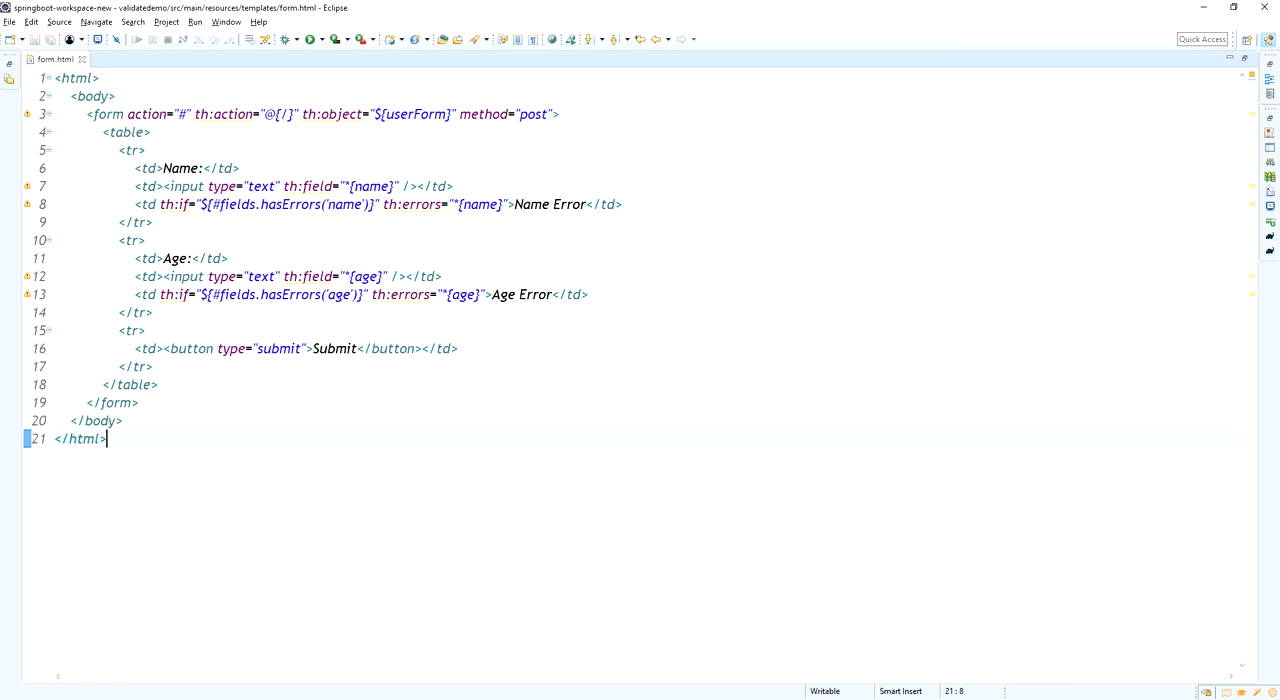 springboot-workspace-new - validatedemo/src/main/resources/templates/form.html - Eclipse
File Edit Source Navigate Search Project Run Window Help
Quick Access
form.html
1 <html>
2 <body>
3 <form action="#" th:action="@{/}" th:object="${userForm}" method="post">
4 <table>
5 <tr>
6 <td>Name:</td>
7 <td><input type="text" th:field="*{name}" /></td>
8 <td th:if="${#fields.hasErrors('name')}" th:errors="*{name}">Name Error</td>
9 </tr>
10 <tr>
11 <td>Age:</td>
12 <td><input type="text" th:field="*{age}" /></td>
13 <td th:if="${#fields.hasErrors('age')}" th:errors="*{age}">Age Error</td>
14 </tr>
15 <tr>
16 <td><button type="submit">Submit</button></td>
17 </tr>
18 </table>
19 </form>
20 </body>
21 </html>
Writable Smart Insert 21 : 8